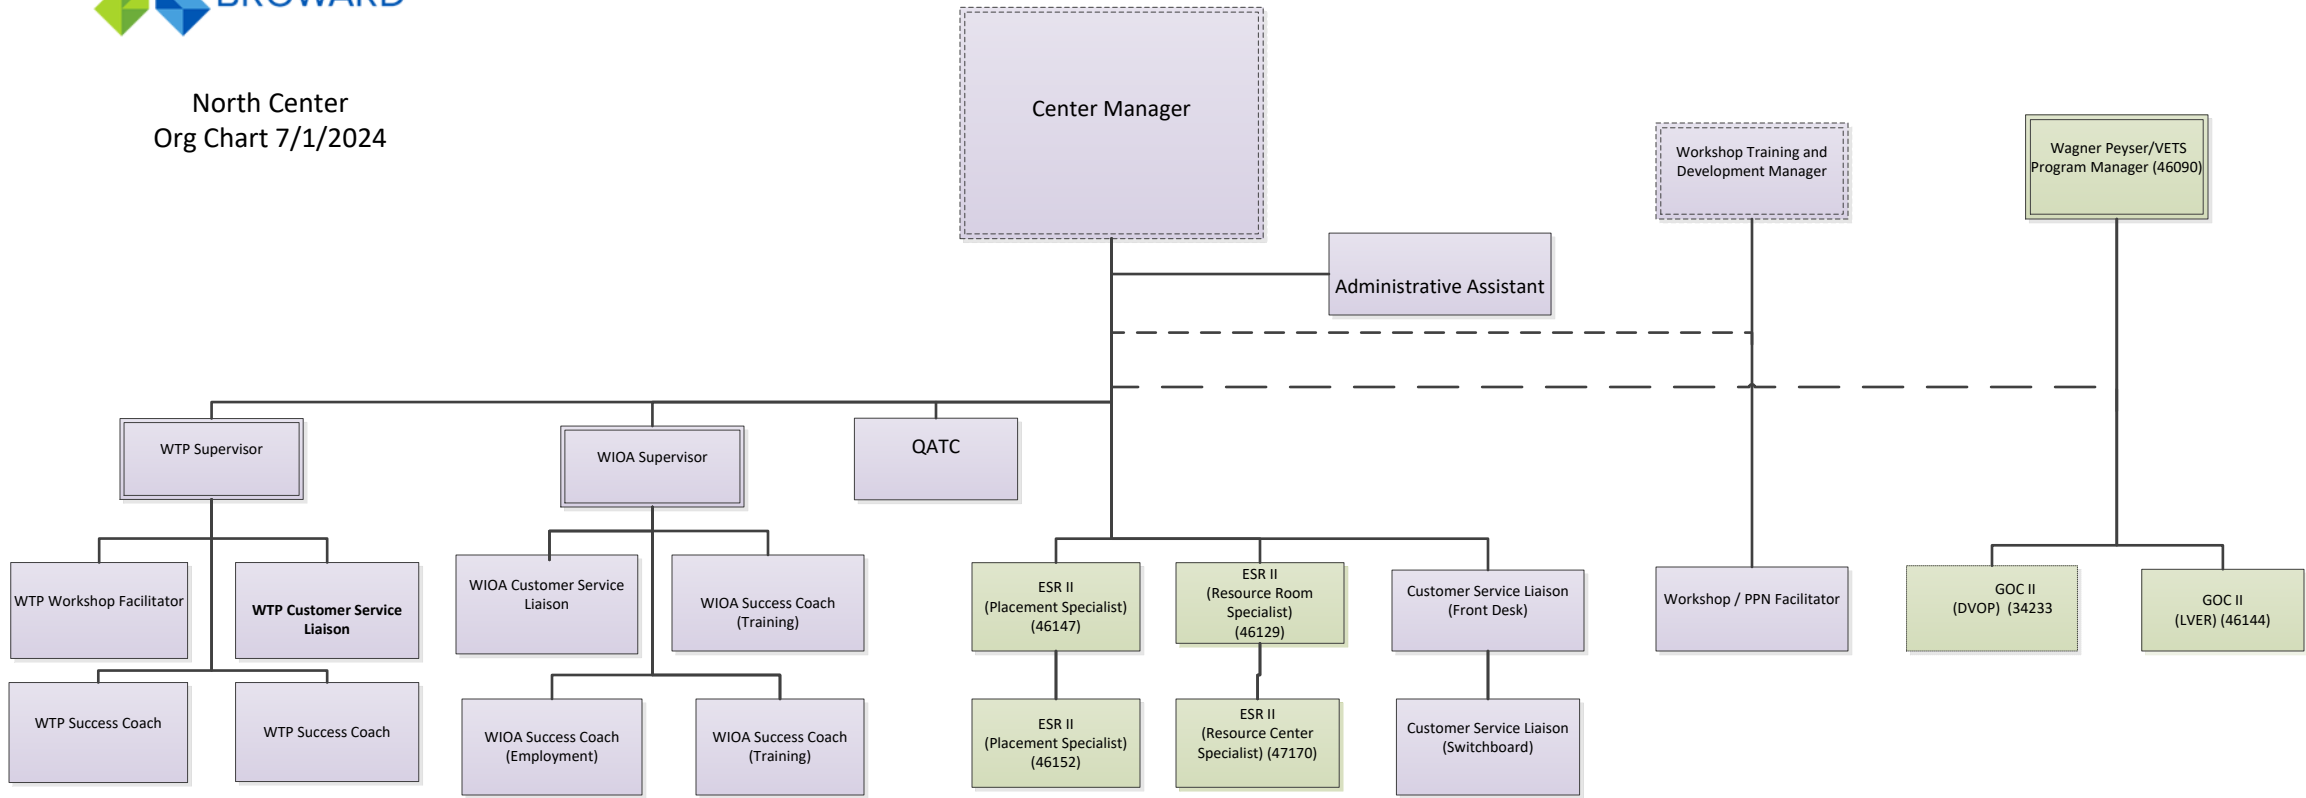 BROWARD
North Center
Org Chart 7/1/2024
Center Manager
Workshop Training and
Development Manager
Wagner Peyser/VETS
Program Manager (46090)
Administrative Assistant
WTP Supervisor
WIOA Supervisor
QATC
WTP Workshop Facilitator
WTP Customer Service
Liaison
WIOA Customer Service
Liaison
WIOA Success Coach
(Training)
ESR II
(Placement Specialist)
(46147)
ESR II
(Resource Room
Specialist)
(46129)
Customer Service Liaison
(Front Desk)
Workshop / PPN Facilitator
GOC II
(DVOP) (34233
GOC II
(LVER) (46144)
WTP Success Coach
WTP Success Coach
WIOA Success Coach
(Employment)
WIOA Success Coach
(Training)
ESR II
(Placement Specialist)
(46152)
ESR II
(Resource Center
Specialist) (47170)
Customer Service Liaison
(Switchboard)